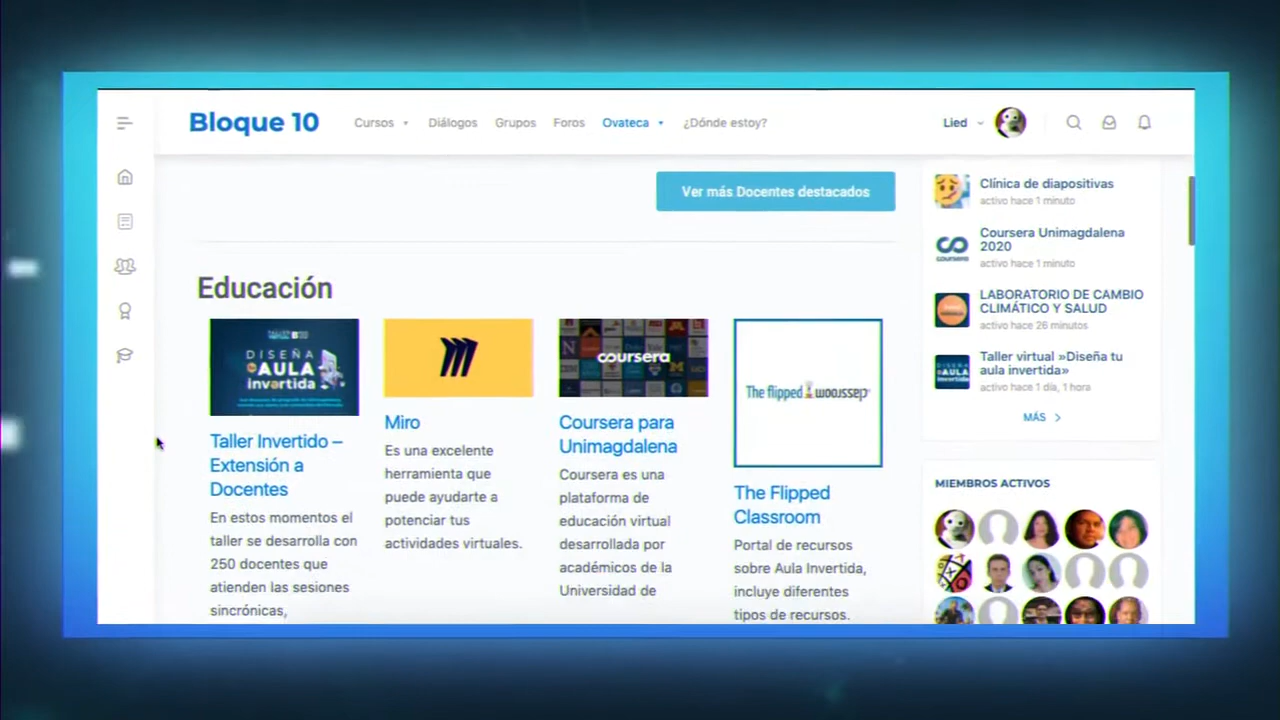 Bloque 10
Cursos
Diálogos
Grupos
Foros
Ovateca
¿Dónde estoy?
Lied
Ver más Docentes destacados
Educación
DISEÑA
AULA
invertida
Taller Invertido –
Extensión a
Docentes
En estos momentos el
taller se desarrolla con
250 docentes que
atienden las sesiones
sincrónicas,
Miro
Es una excelente
herramienta que
puede ayudarte a
potenciar tus
actividades virtuales.
coursera
Coursera para
Unimagdalena
Coursera es una
plataforma de
educación virtual
desarrollada por
académicos de la
Universidad de
The flipped classroom
The Flipped
Classroom
Portal de recursos
sobre Aula Invertida,
incluye diferentes
tipos de recursos.
Clínica de diapositivas
activo hace 1 minuto
coursera
Coursera Unimagdalena
2020
activo hace 1 minuto
LABORATORIO DE CAMBIO
CLIMÁTICO Y SALUD
activo hace 26 minutos
DISEÑA
AULA
invertida
Taller virtual »Diseña tu
aula invertida»
activo hace 1 día, 1 hora
MÁS
MIEMBROS ACTIVOS